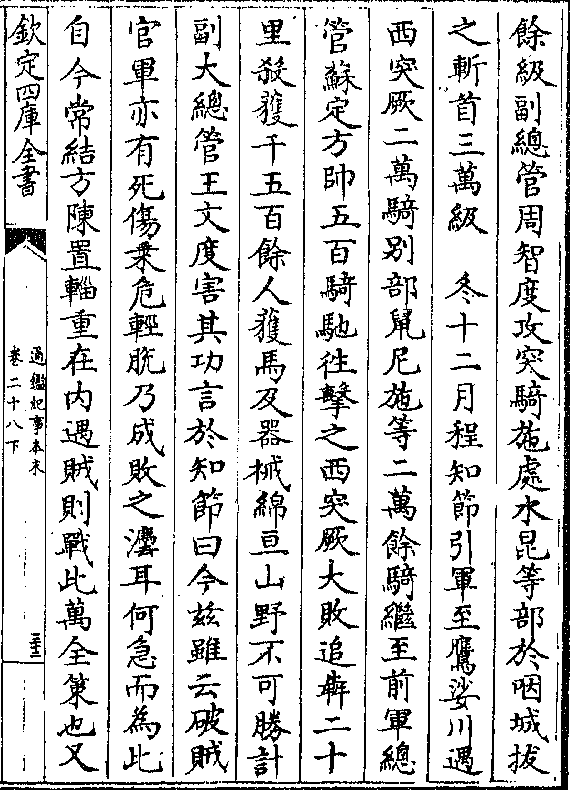 餘級副總管周智度攻突騎施處木昆等部於咽城拔
之斬首三萬級　冬十二月程知節引軍至鷹娑川遇
西突厥二萬騎别部鼠尼施等二萬餘騎繼至前軍總
管蘇定方帥五百騎馳往擊之西突厥大敗追犇二十
里殺獲千五百餘人獲馬及器械綿亘山野不可勝計
副大總管王文度害其功言於知節曰今兹雖云破賊
官軍亦有死傷乗危輕脱乃成敗之灋耳何急而為此
自今常結方陳置輜重在内遇賊則戰此萬全策也又
欽定四庫全書
通鑑紀事本末
卷二十八下
三十三